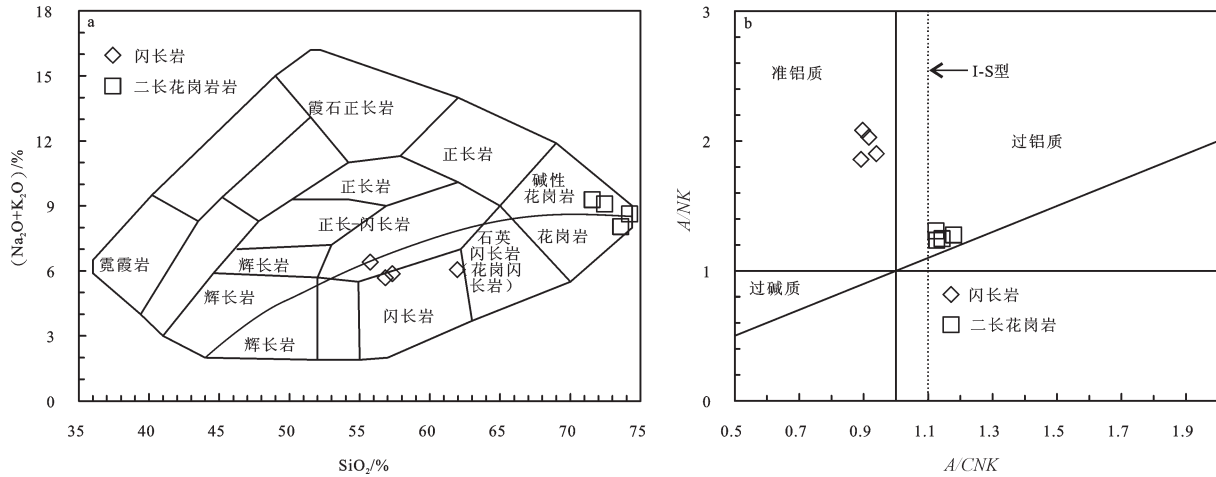 a
18
15
12
9
6
3
0
(Na₂O+K₂O)/%
闪长岩
二长花岗岩岩
霞石正长岩
正长岩
碱性
花岗岩
正长岩
正长-闪长岩
石英
闪长岩
花岗闪
长岩)
花岗岩
霓霞岩
辉长岩
辉长岩
闪长岩
辉长岩
35 40 45 50 55 60 65 70 75
SiO₂/%
b
3
2
1
0
A/NK
准铝质
I-S型
过铝质
过碱质
闪长岩
二长花岗岩
0.5 0.7 0.9 1.1 1.3 1.5 1.7 1.9
A/CNK